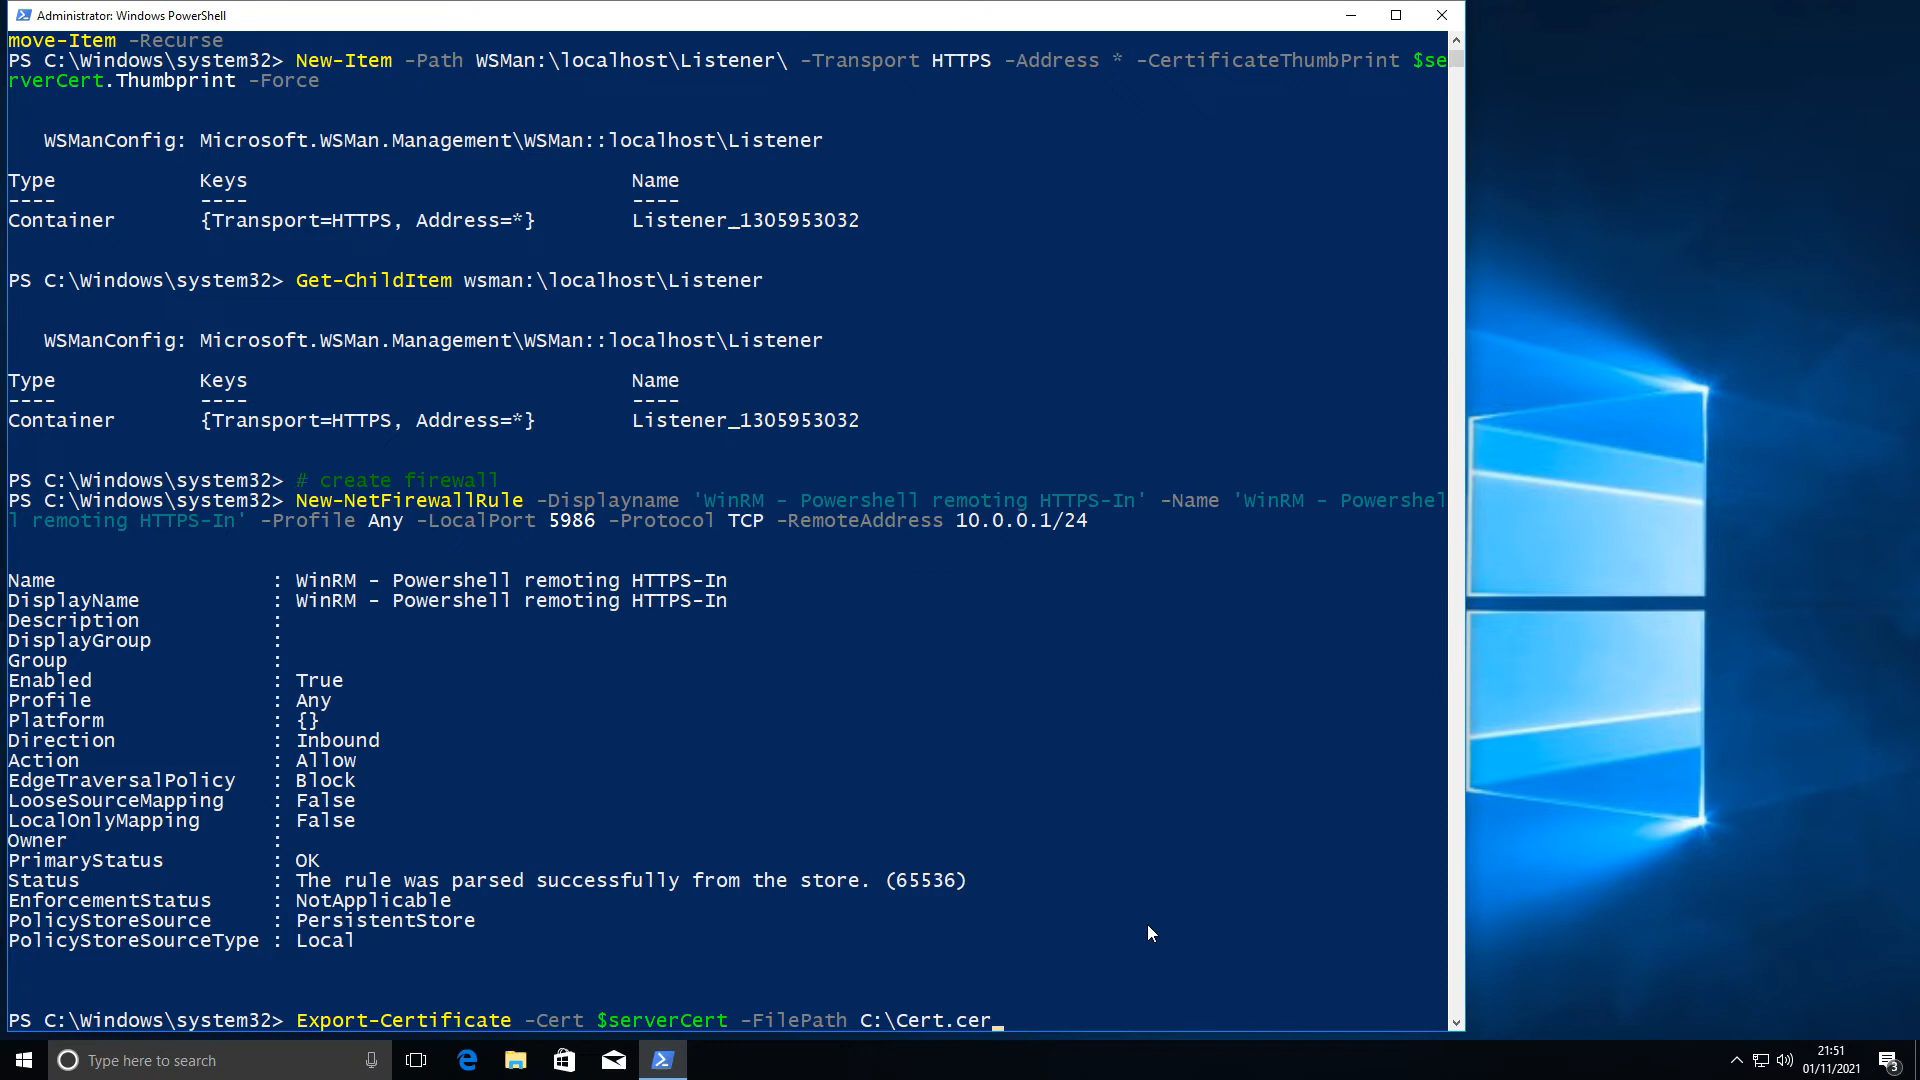 Administrator: Windows PowerShell
move-Item -Recurse
PS C:\Windows\system32> New-Item -Path WSMan:\localhost\Listener\ -Transport HTTPS -Address * -CertificateThumbPrint $se
rverCert.Thumbprint -Force
WSManConfig: Microsoft.WSMan.Management\WSMan::localhost\Listener
Type Keys Name
---- ---- ----
Container {Transport=HTTPS, Address=*} Listener_1305953032
PS C:\Windows\system32> Get-ChildItem wsman:\localhost\Listener
WSManConfig: Microsoft.WSMan.Management\WSMan::localhost\Listener
Type Keys Name
---- ---- ----
Container {Transport=HTTPS, Address=*} Listener_1305953032
PS C:\Windows\system32> # create firewall
PS C:\Windows\system32> New-NetFirewallRule -Displayname 'WinRM - Powershell remoting HTTPS-In' -Name 'WinRM - Powershel
l remoting HTTPS-In' -Profile Any -LocalPort 5986 -Protocol TCP -RemoteAddress 10.0.0.1/24
Name : WinRM - Powershell remoting HTTPS-In
DisplayName : WinRM - Powershell remoting HTTPS-In
Description :
DisplayGroup :
Group :
Enabled : True
Profile : Any
Platform : {}
Direction : Inbound
Action : Allow
EdgeTraversalPolicy : Block
LooseSourceMapping : False
LocalOnlyMapping : False
Owner :
PrimaryStatus : OK
Status : The rule was parsed successfully from the store. (65536)
EnforcementStatus : NotApplicable
PolicyStoreSource : PersistentStore
PolicyStoreSourceType : Local
PS C:\Windows\system32> Export-Certificate -Cert $serverCert -FilePath C:\Cert.cer_
Type here to search
21:51
01/11/2021
3